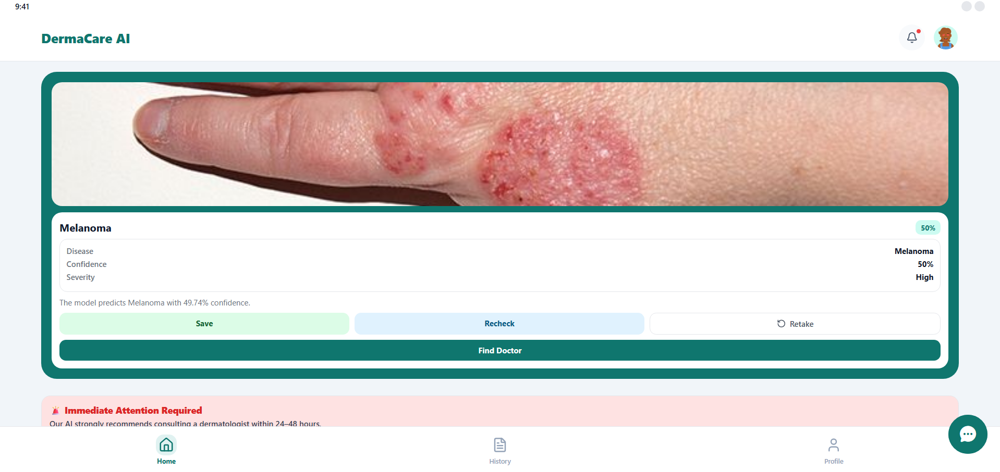 9:41
DermaCare AI
Melanoma
50%
Disease
Melanoma
Confidence
50%
Severity
High
The model predicts Melanoma with 49.74% confidence.
Save
Recheck
Retake
Find Doctor
🚨 Immediate Attention Required
Our AI strongly recommends consulting a dermatologist within 24–48 hours.
Home
History
Profile